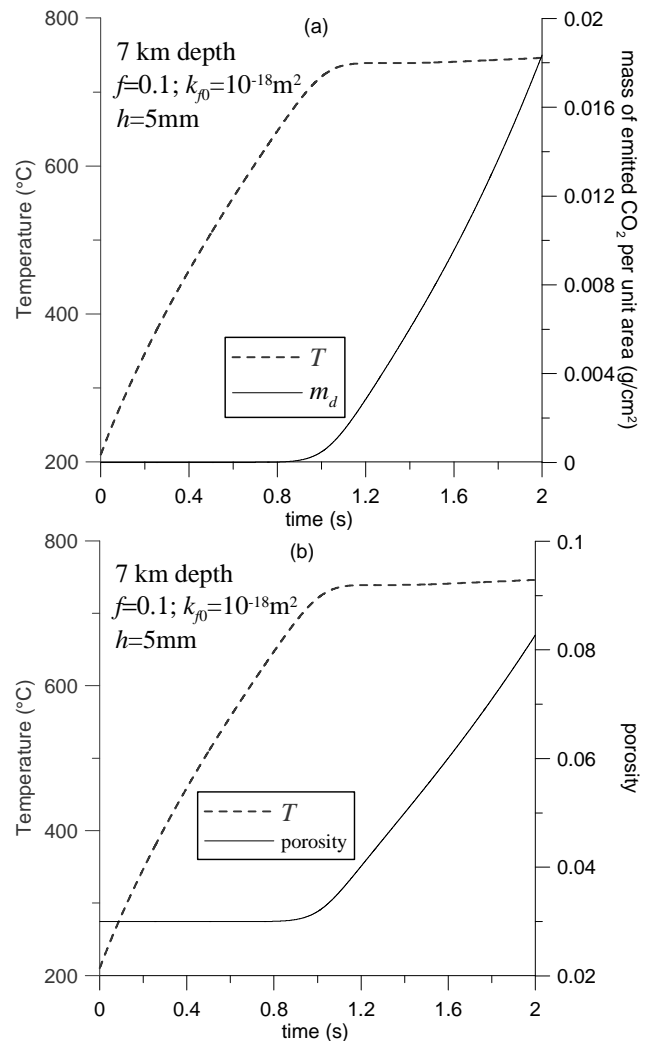 (a)
7 km depth
f=0.1; k_f0=10⁻¹⁸m²
h=5mm
800
600
400
200
Temperature (°C)
0.02
0.016
0.012
0.008
0.004
0
mass of emitted CO₂ per unit area (g/cm²)
T
m_d
0 0.4 0.8 1.2 1.6 2
time (s)
(b)
7 km depth
f=0.1; k_f0=10⁻¹⁸m²
h=5mm
800
600
400
200
Temperature (°C)
0.1
0.08
0.06
0.04
0.02
porosity
T
porosity
0 0.4 0.8 1.2 1.6 2
time (s)